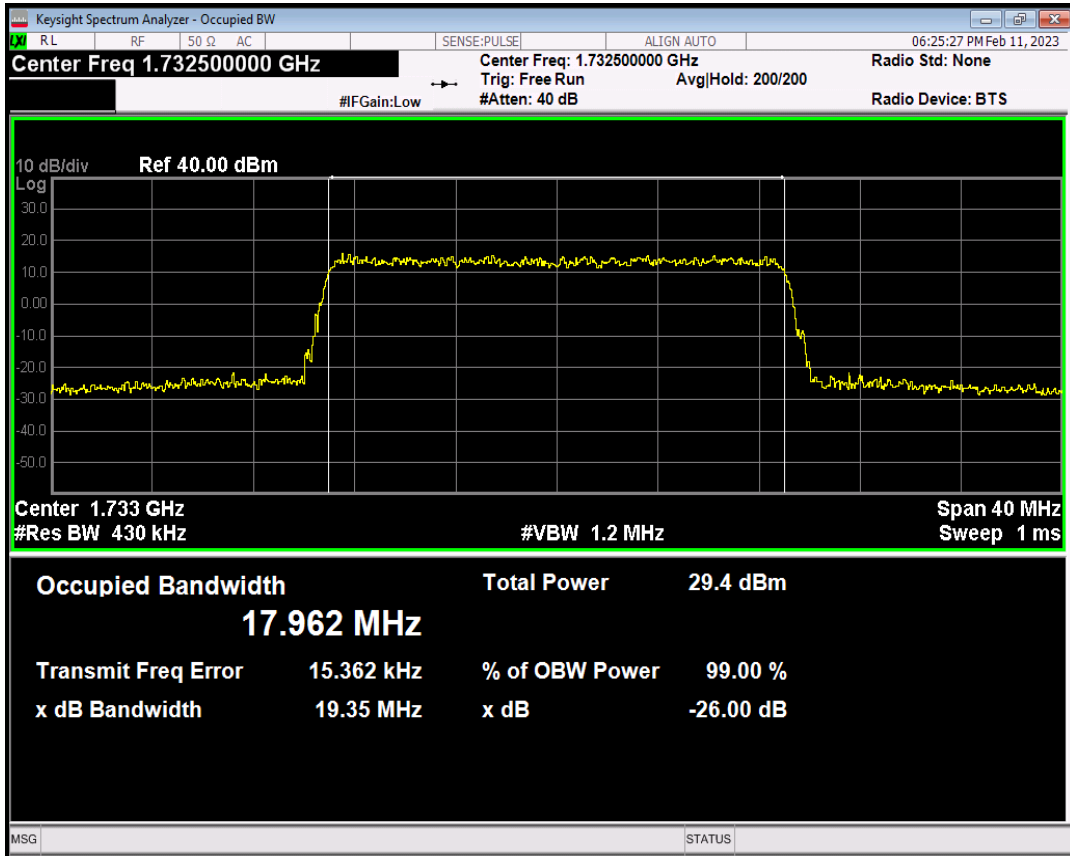 Keysight Spectrum Analyzer - Occupied BW
LXI RL RF 50 Ω AC SENSE:PULSE ALIGN AUTO 06:25:27 PM Feb 11, 2023
Center Freq 1.732500000 GHz Center Freq: 1.732500000 GHz Radio Std: None
Trig: Free Run Avg|Hold: 200/200
#IFGain:Low #Atten: 40 dB Radio Device: BTS
10 dB/div Ref 40.00 dBm
Log
30.0
20.0
10.0
0.00
-10.0
-20.0
-30.0
-40.0
-50.0
Center 1.733 GHz Span 40 MHz
#Res BW 430 kHz #VBW 1.2 MHz Sweep 1 ms
Occupied Bandwidth Total Power 29.4 dBm
17.962 MHz
Transmit Freq Error 15.362 kHz % of OBW Power 99.00 %
x dB Bandwidth 19.35 MHz x dB -26.00 dB
MSG STATUS